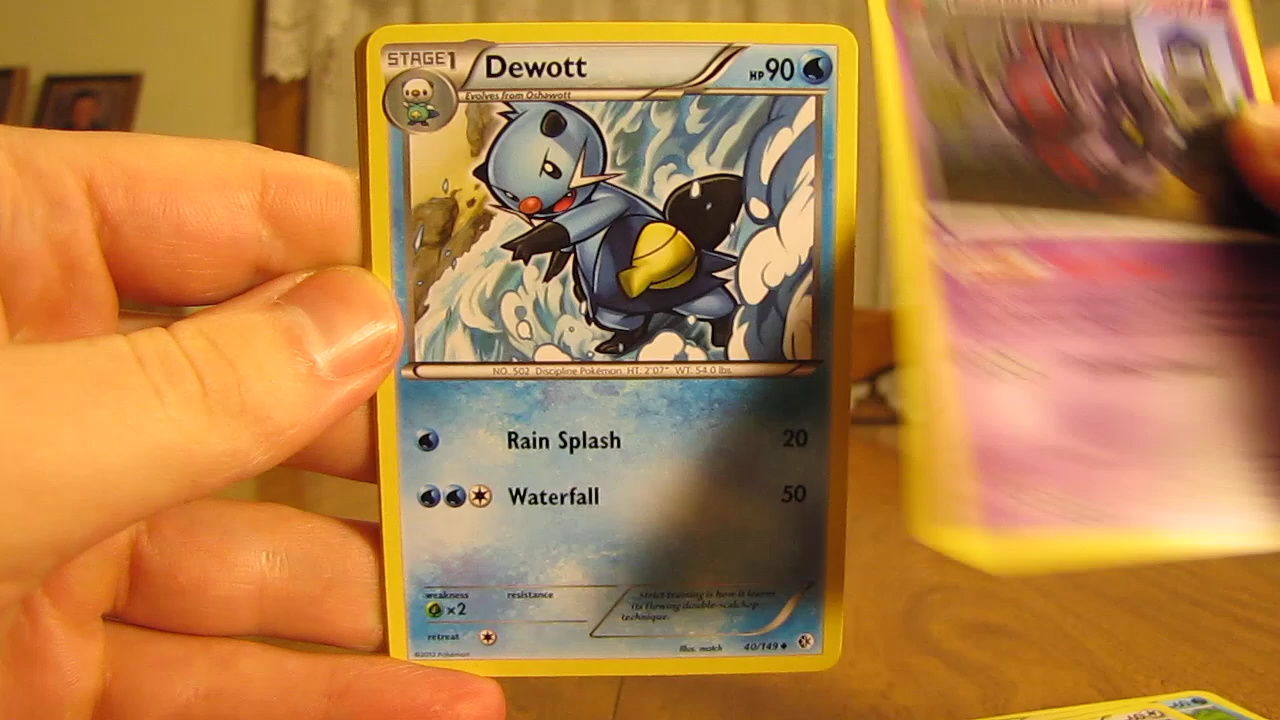 STAGE1
Dewott
HP 90
Evolves from Oshawott
NO. 502 Discipline Pokémon HT. 2'07" WT. 54.0 lbs.
Rain Splash 20
Waterfall 50
weakness
resistance
×2
retreat
Strict training is how it learns
its flowing double-scalchop
technique.
©2012 Pokémon
Illus. match
40/149